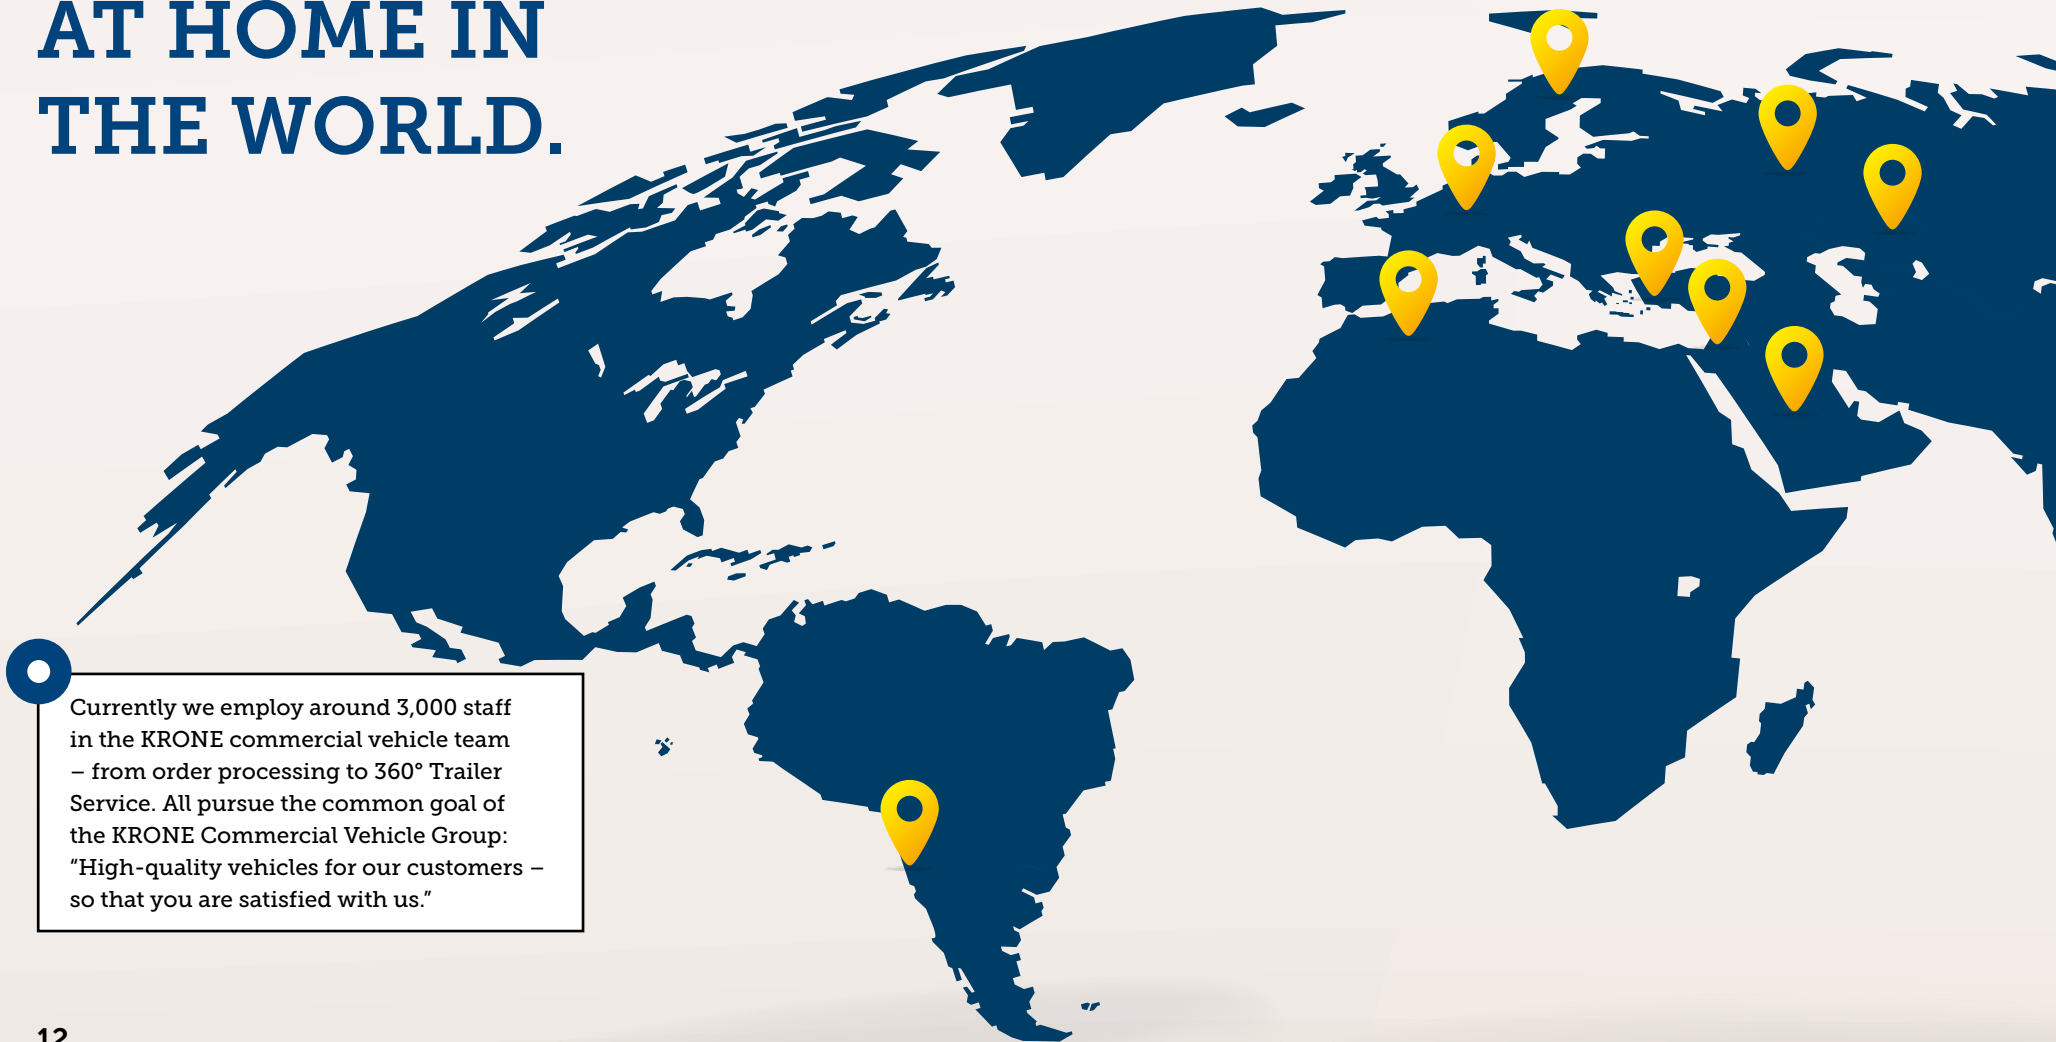 AT HOME IN
THE WORLD.
Currently we employ around 3,000 staff
in the KRONE commercial vehicle team
– from order processing to 360° Trailer
Service. All pursue the common goal of
the KRONE Commercial Vehicle Group:
“High-quality vehicles for our customers –
so that you are satisfied with us.”
12